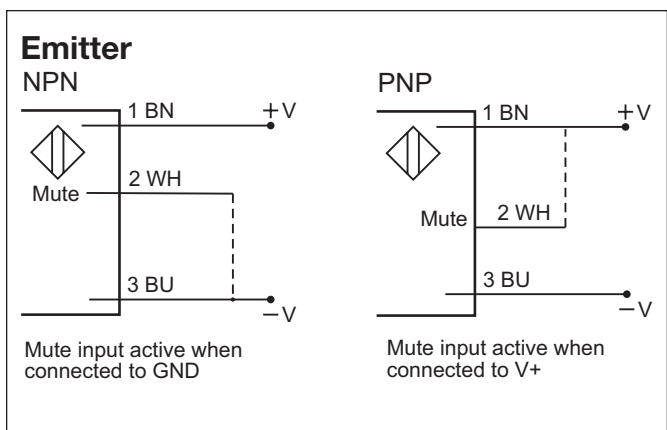 Emitter
NPN
1 BN
+V
2 WH
Mute
3 BU
−V
Mute input active when
connected to GND
PNP
1 BN
+V
2 WH
Mute
3 BU
−V
Mute input active when
connected to V+